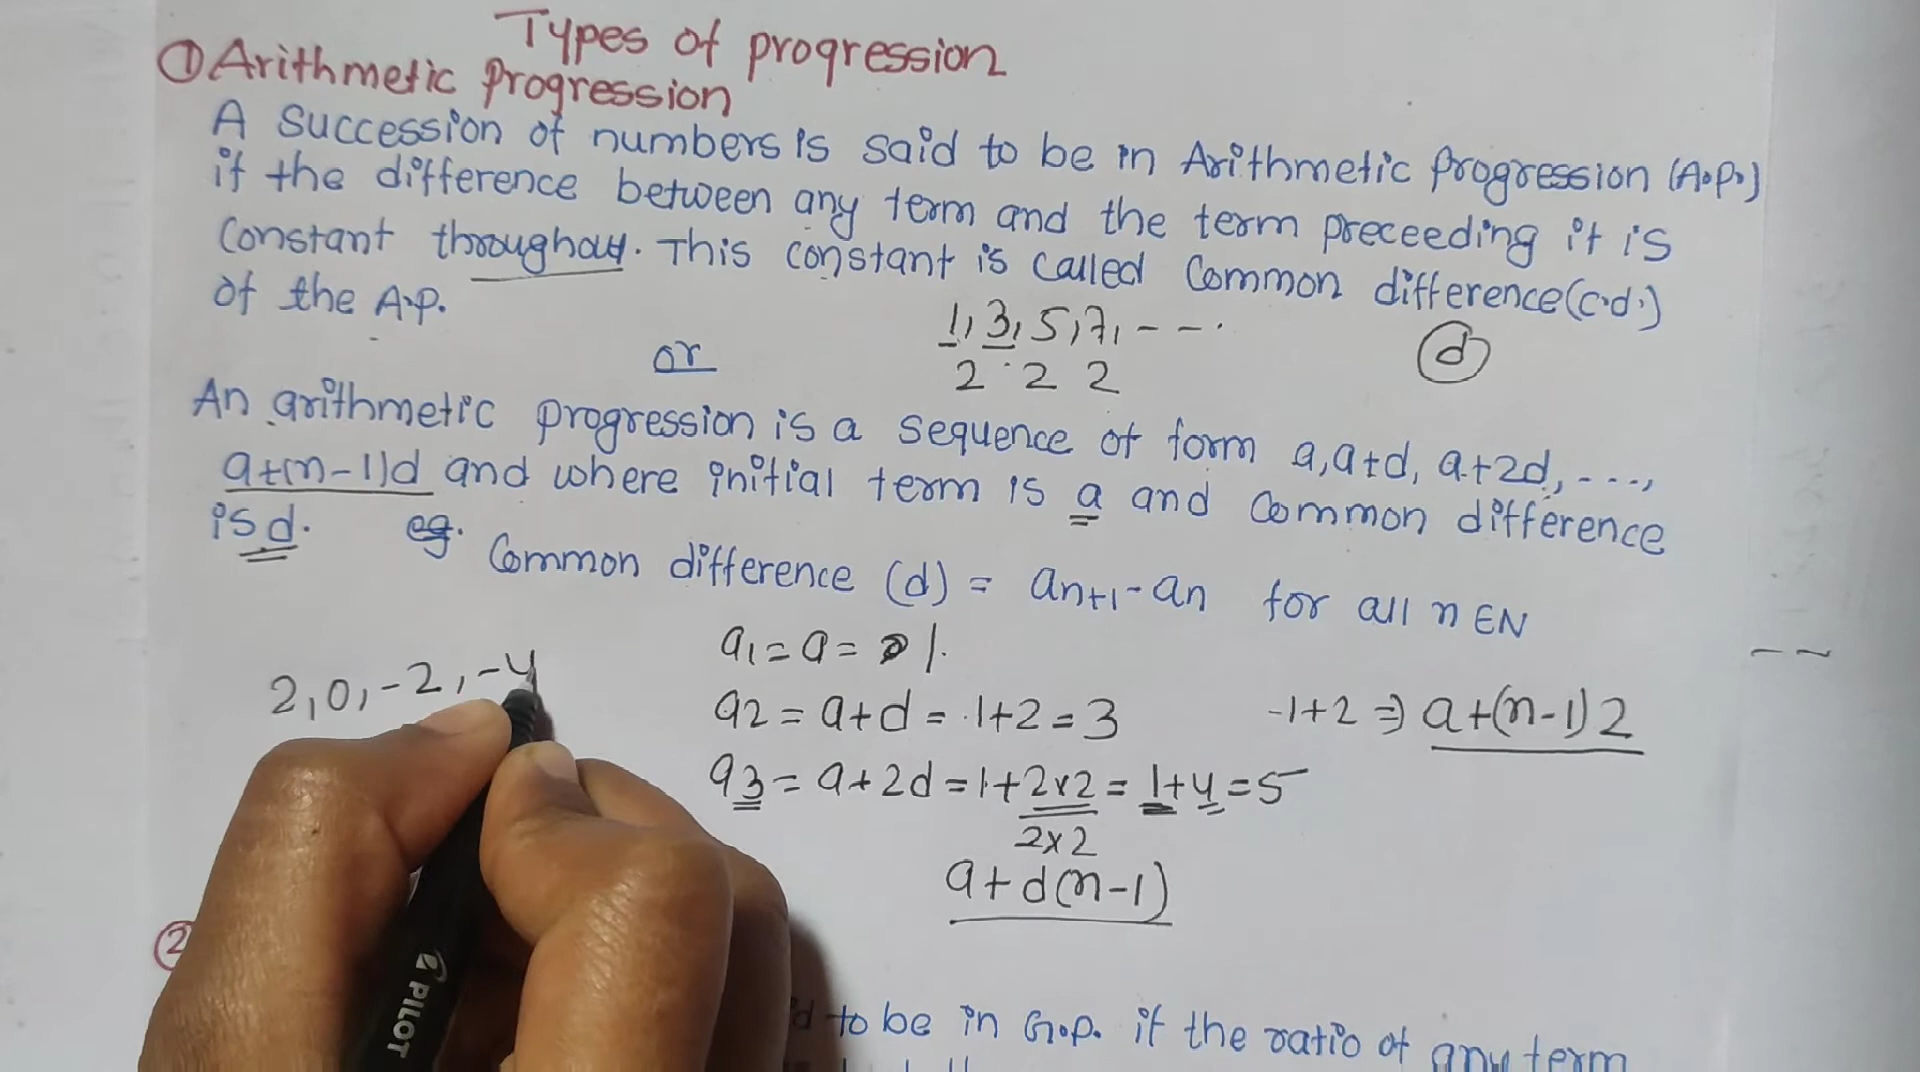 Types of progression
① Arithmetic Progression
A Succession of numbers is said to be in Arithmetic Progression (A.P.)
if the difference between any term and the term preceeding it is
Constant throughout. This constant is called Common difference (c.d.)
of the A.P.
1, 3, 5, 7, - - .
d
or
2 2 2
An arithmetic progression is a sequence of form a, a+d, a+2d, - - - ,
a+(n-1)d and where initial term is a and Common difference
is d. eg. Common difference (d) = an+1 - an for all n ∈N
a1 = a = 1.
2, 0, -2, -4
a2 = a+d = 1+2 = 3
-1+2 ⇒ a+(n-1)2
a3 = a+2d = 1+2×2 = 1+4 = 5
2×2
a+d(n-1)
②
to be in G.P. if the ratio of any term
PILOT